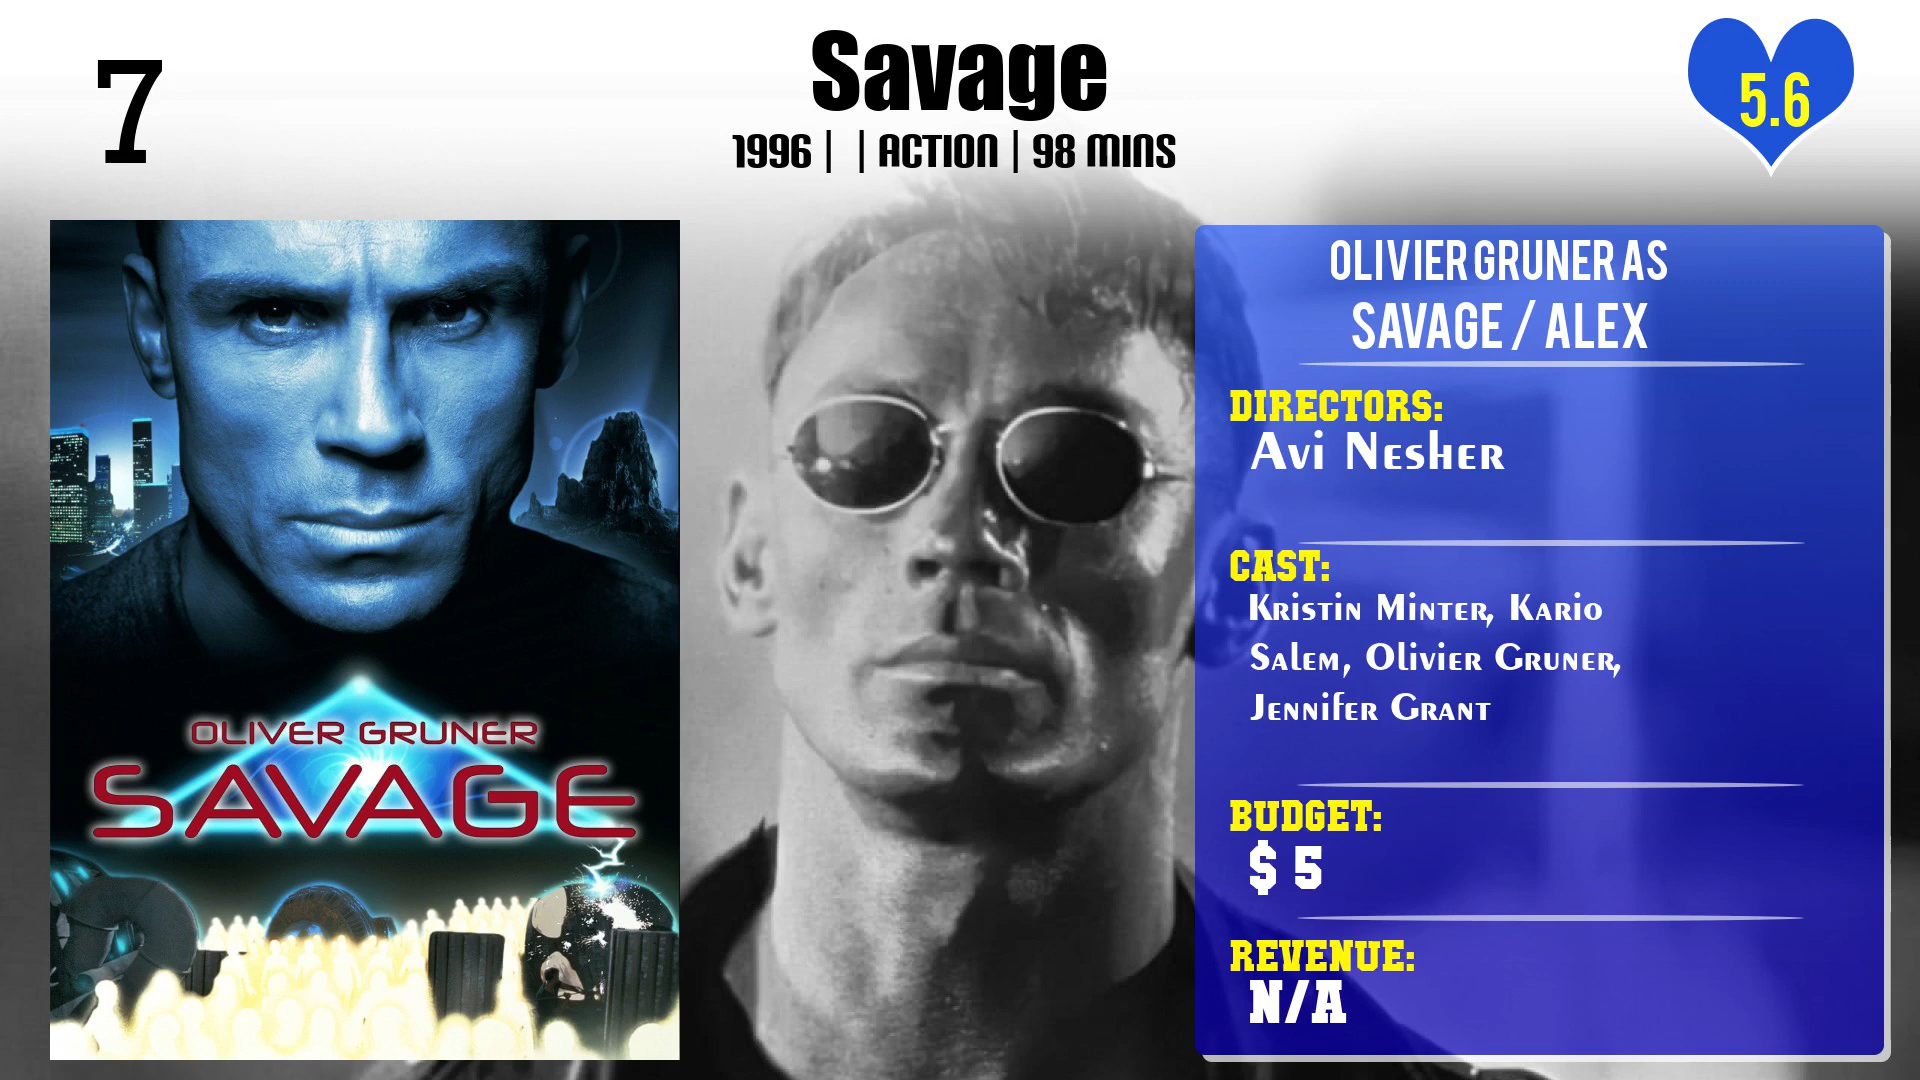 7
Savage
1996 | | ACTION | 98 MINS
5.6
OLIVER GRUNER
SAVAGE
OLIVIER GRUNER AS
SAVAGE / ALEX
DIRECTORS:
Avi Nesher
CAST:
Kristin Minter, Kario
Salem, Olivier Gruner,
Jennifer Grant
BUDGET:
$ 5
REVENUE:
N/A